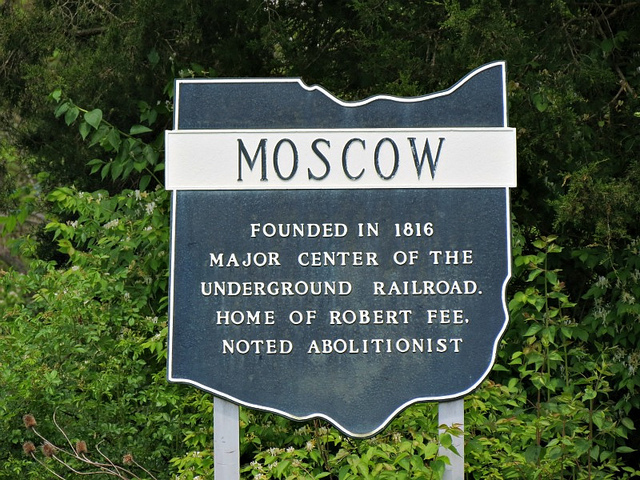 MOSCOW
FOUNDED IN 1816
MAJOR CENTER OF THE
UNDERGROUND RAILROAD.
HOME OF ROBERT FEE,
NOTED ABOLITIONIST